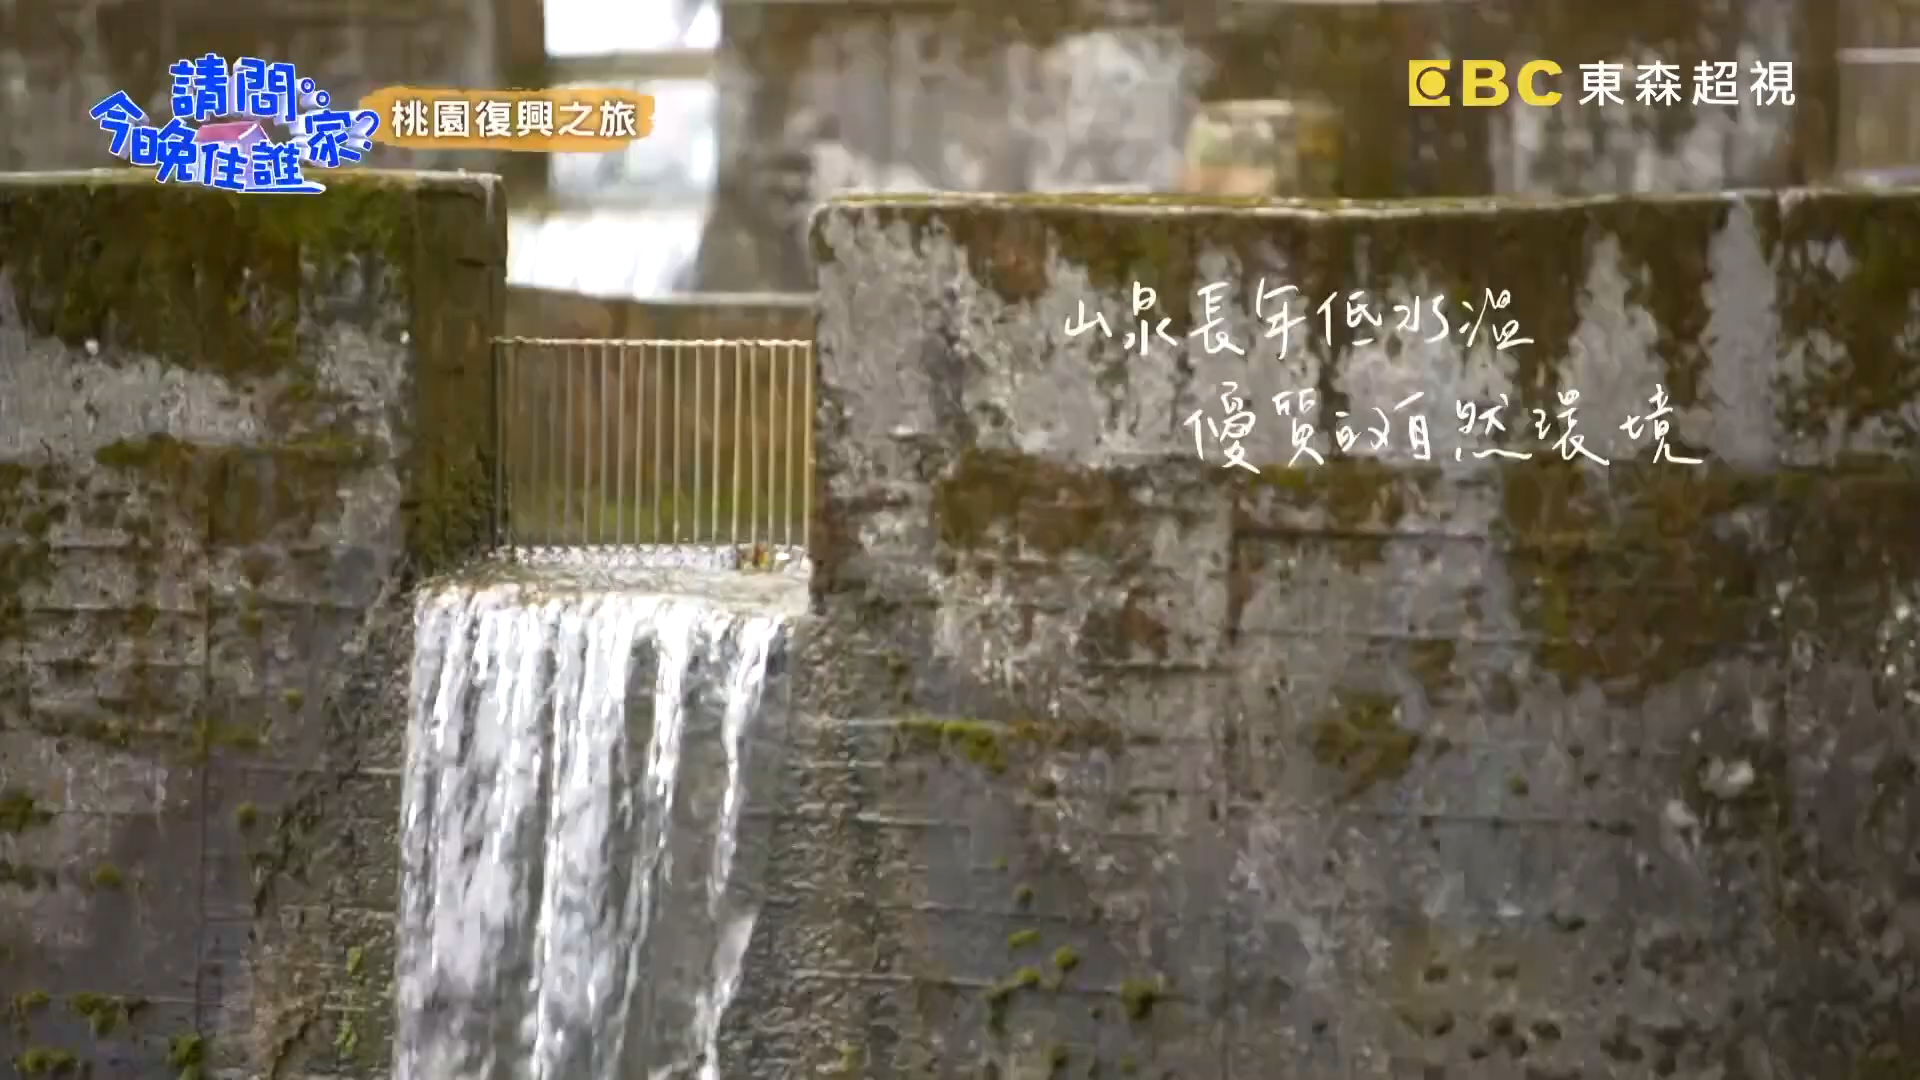 請問
今晚住誰家?
桃園復興之旅
EBC 東森超視
山泉長年低水溫
優質的自然環境